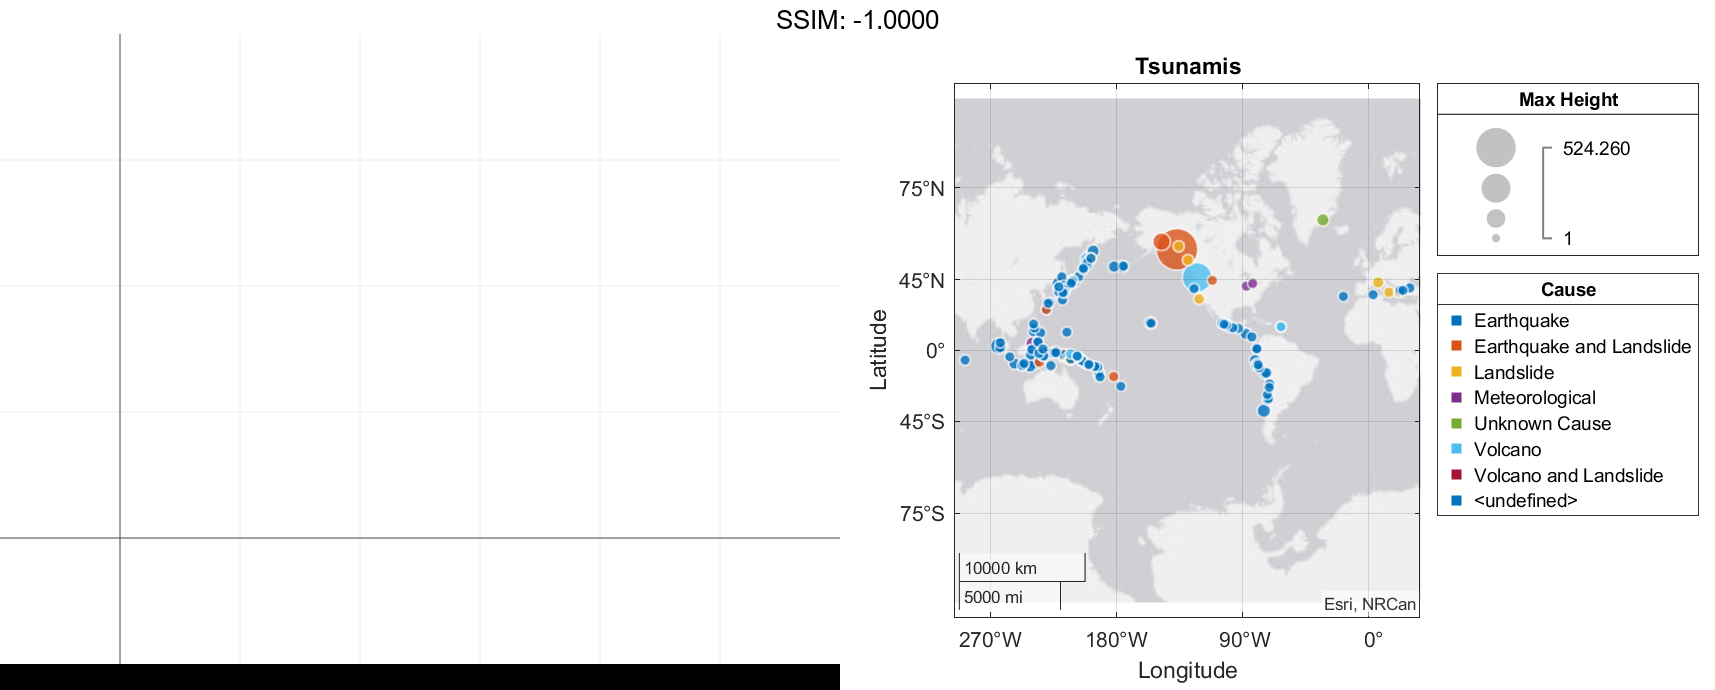 SSIM: -1.0000
Tsunamis
75°N
45°N
0°
45°S
75°S
Latitude
10000 km
5000 mi
Esri, NRCan
270°W
180°W
90°W
0°
Longitude
Max Height
524.260
1
Cause
Earthquake
Earthquake and Landslide
Landslide
Meteorological
Unknown Cause
Volcano
Volcano and Landslide
<undefined>